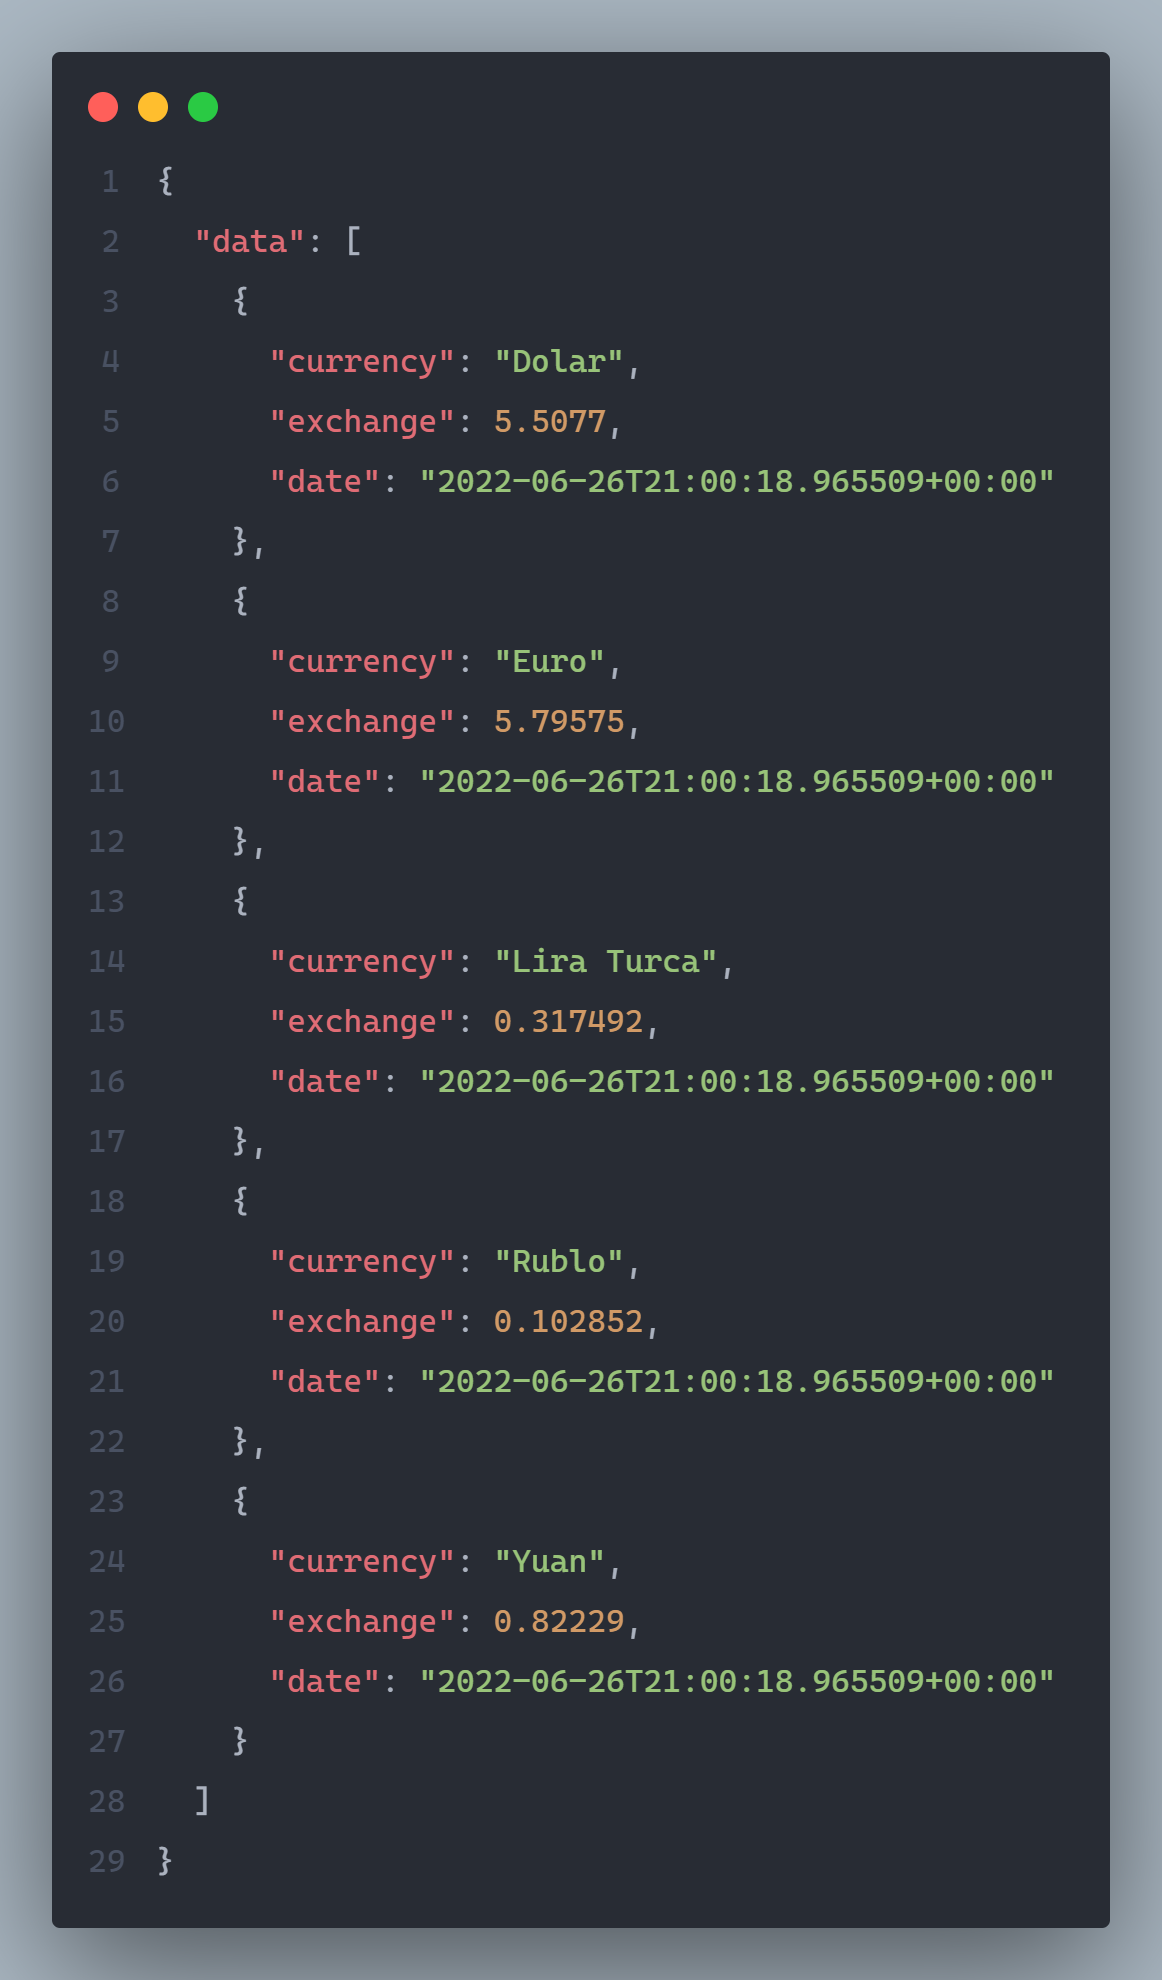 1 {
2   "data": [
3     {
4       "currency": "Dolar",
5       "exchange": 5.5077,
6       "date": "2022-06-26T21:00:18.965509+00:00"
7     },
8     {
9       "currency": "Euro",
10       "exchange": 5.79575,
11       "date": "2022-06-26T21:00:18.965509+00:00"
12     },
13     {
14       "currency": "Lira Turca",
15       "exchange": 0.317492,
16       "date": "2022-06-26T21:00:18.965509+00:00"
17     },
18     {
19       "currency": "Rublo",
20       "exchange": 0.102852,
21       "date": "2022-06-26T21:00:18.965509+00:00"
22     },
23     {
24       "currency": "Yuan",
25       "exchange": 0.82229,
26       "date": "2022-06-26T21:00:18.965509+00:00"
27     }
28   ]
29 }